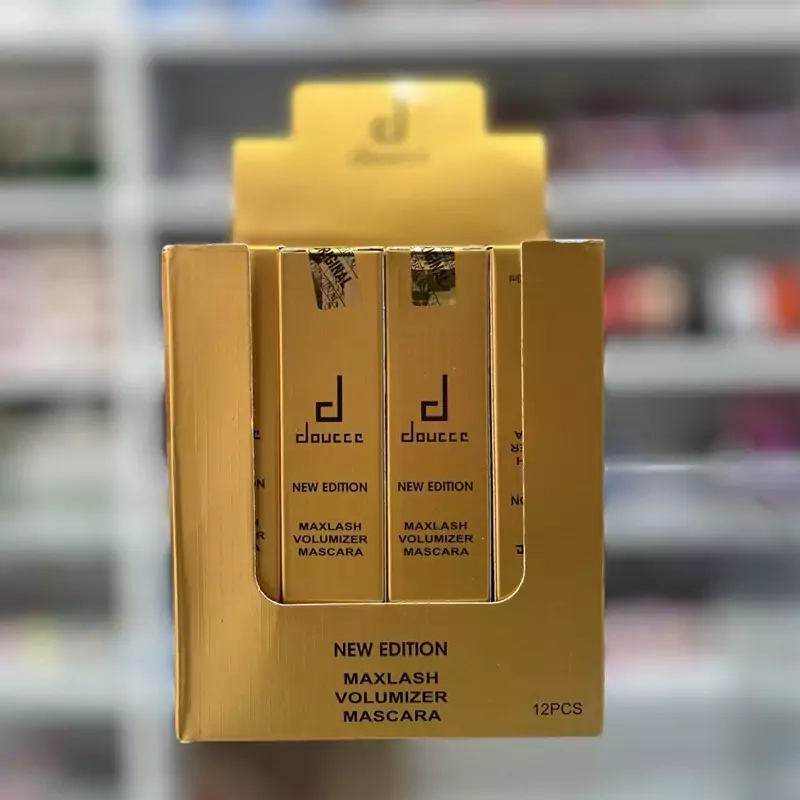 d
doucce
ORIGINAL
d
doucce
NEW EDITION
MAXLASH
VOLUMIZER
MASCARA
d
doucce
NEW EDITION
MAXLASH
VOLUMIZER
MASCARA
NEW EDITION
MAXLASH
VOLUMIZER
MASCARA
12PCS